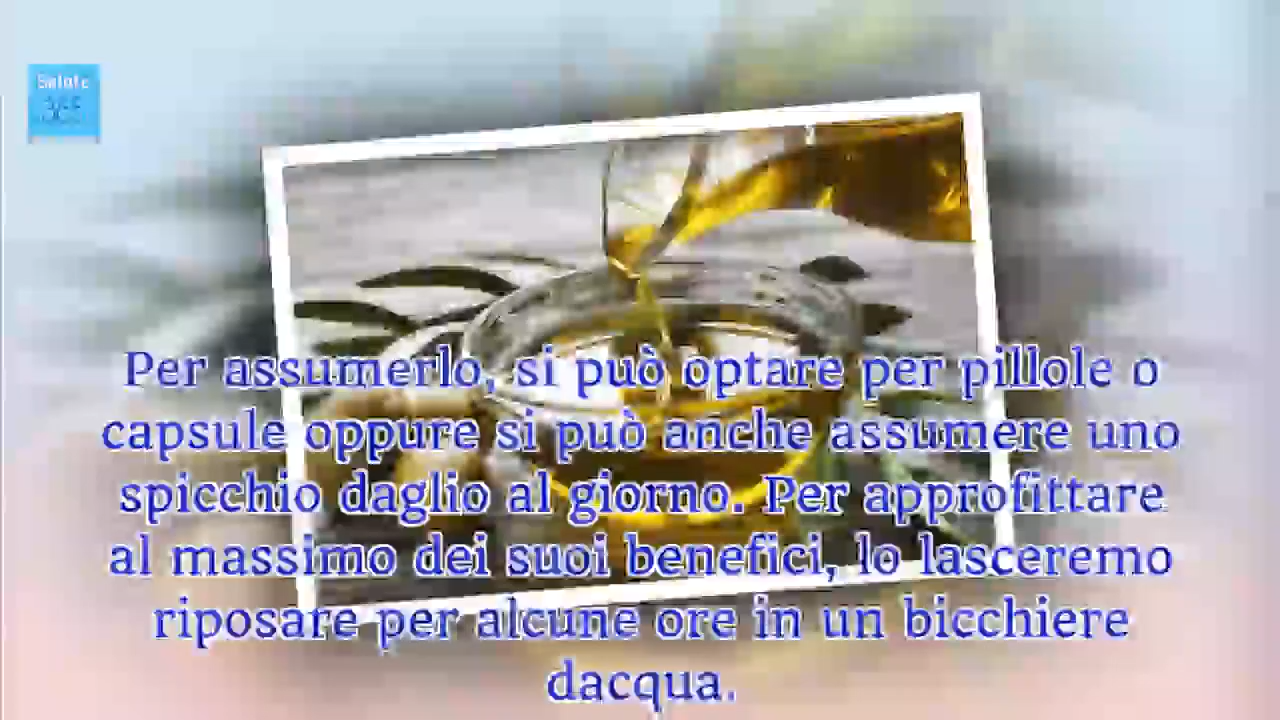 Salute
Per assumerlo, si può optare per pillole o
capsule oppure si può anche assumere uno
spicchio daglio al giorno. Per approfittare
al massimo dei suoi benefici, lo lasceremo
riposare per alcune ore in un bicchiere
dacqua.